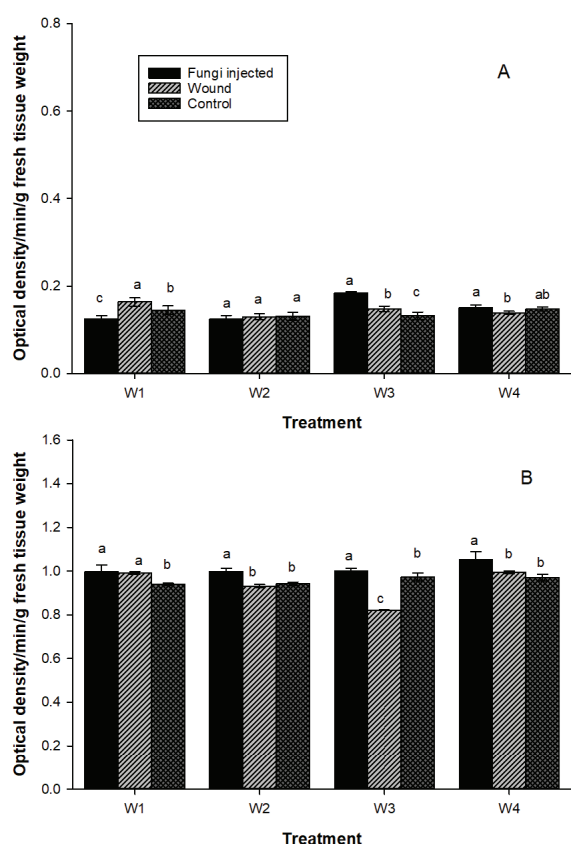 0.8
A
Fungi injected
Wound
Control
0.6
0.4
0.2
0.0
Optical density/min/g fresh tissue weight
c a b
a a a
a b c
a b ab
W1 W2 W3 W4
Treatment
1.6
B
1.4
1.2
1.0
0.8
0.6
0.4
0.2
0.0
Optical density/min/g fresh tissue weight
a a b
a b b
a c b
a b b
W1 W2 W3 W4
Treatment